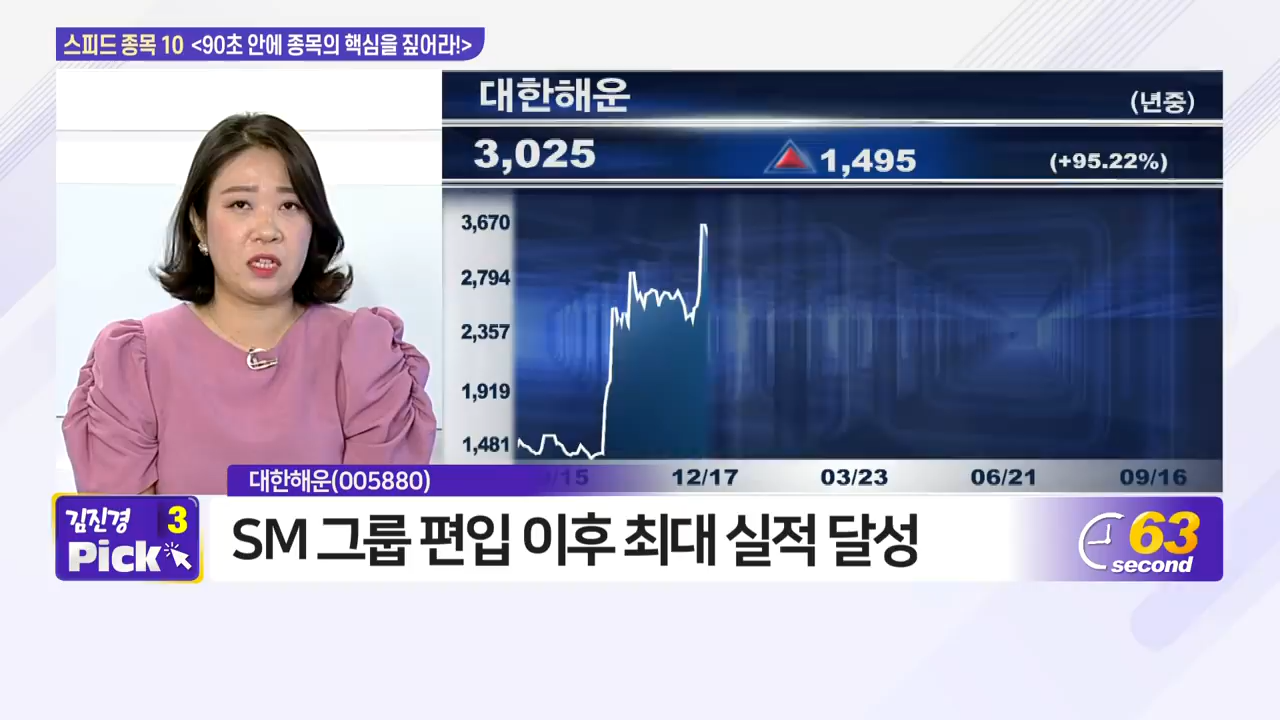 스피드 종목 10 <90초 안에 종목의 핵심을 짚어라!>
대한해운
(년중)
3,025
1,495
(+95.22%)
3,670
2,794
2,357
1,919
1,481
/15
12/17
03/23
06/21
09/16
대한해운(005880)
김진경 3
Pick
SM 그룹 편입 이후 최대 실적 달성
63
second